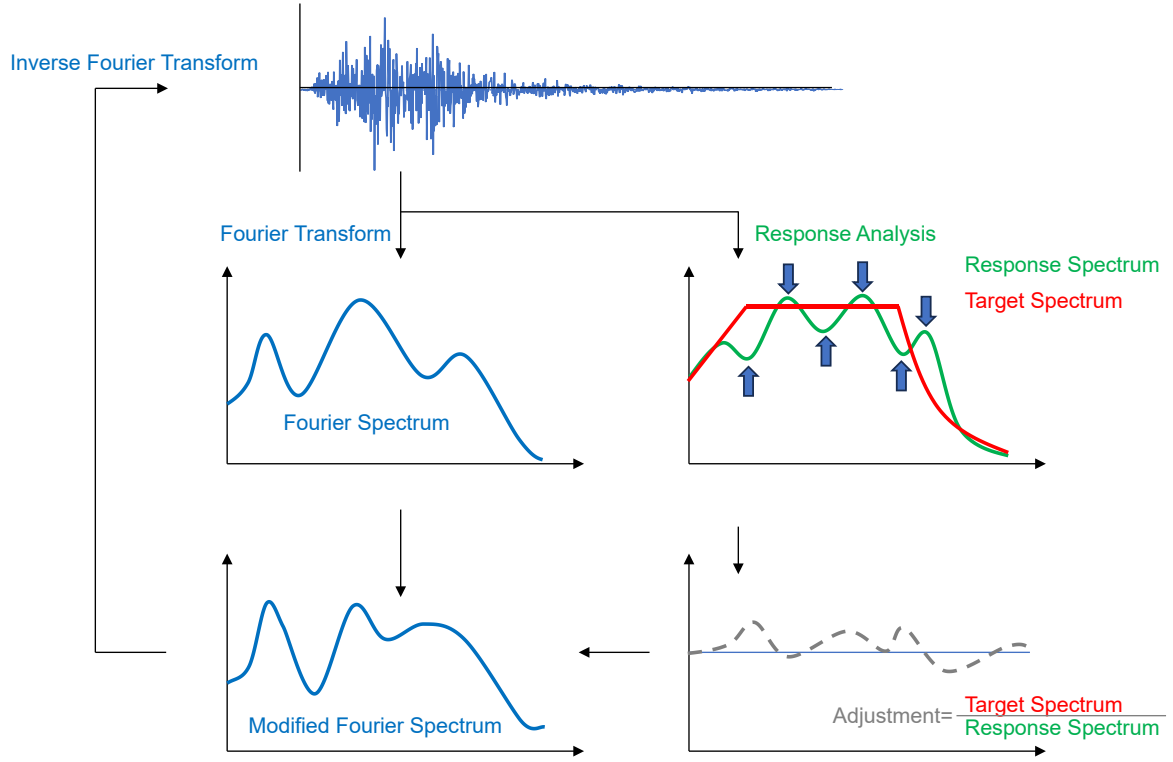 Inverse Fourier Transform
Fourier Transform
Response Analysis
Response Spectrum
Target Spectrum
Fourier Spectrum
Modified Fourier Spectrum
Adjustment=
Target Spectrum
Response Spectrum